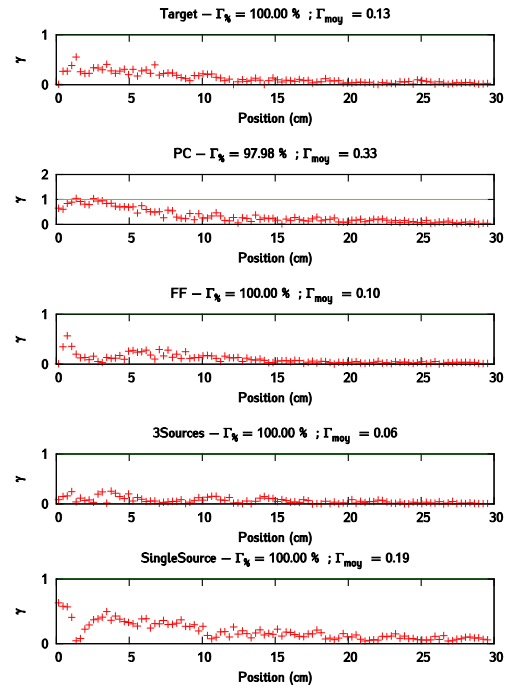 Target – Γ% = 100.00 % ; Γmoy = 0.13
1
γ
0
0 5 10 15 20 25 30
Position (cm)
PC – Γ% = 97.98 % ; Γmoy = 0.33
2
1
γ
0
0 5 10 15 20 25 30
Position (cm)
FF – Γ% = 100.00 % ; Γmoy = 0.10
1
γ
0
0 5 10 15 20 25 30
Position (cm)
3Sources – Γ% = 100.00 % ; Γmoy = 0.06
1
γ
0
0 5 10 15 20 25 30
Position (cm)
SingleSource – Γ% = 100.00 % ; Γmoy = 0.19
1
γ
0
0 5 10 15 20 25 30
Position (cm)